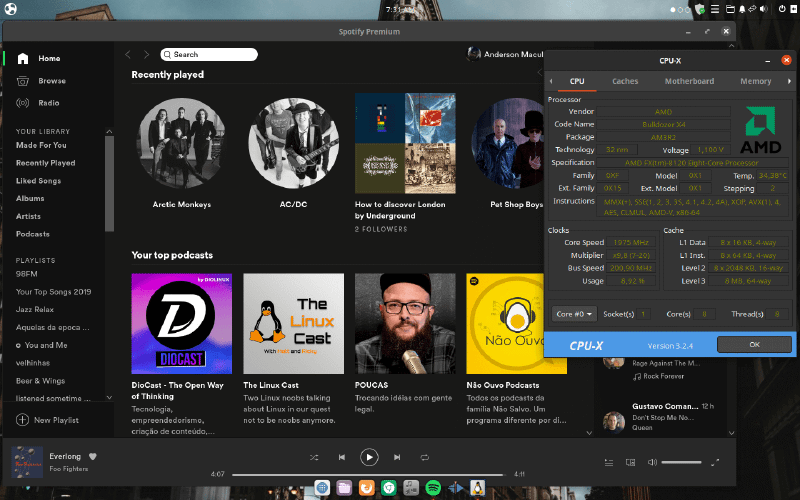 7:31 AM
Spotify Premium
Home
Browse
Radio
YOUR LIBRARY
Made For You
Recently Played
Liked Songs
Albums
Artists
Podcasts
PLAYLISTS
98FM
Your Top Songs 2019
Jazz Relax
Aquelas da epoca ...
You and Me
velhinhas
Beer & Wings
listened sometime ...
New Playlist
Search
Anderson Macul
Recently played
Arctic Monkeys
AC/DC
How to discover London
by Underground
2 FOLLOWERS
Pet Shop Boys
Your top podcasts
by DIOLINUX
DIOCAST
DioCast - The Open Way
of Thinking
Tecnologia,
empreendederismo,
criação de conteúdo,...
The
Linux
Cast
The Linux Cast
Two Linux noobs talking
about Linux in our quest
not to be noobs anymore.
POUCAS
Trocando idéias com gente
legal.
Não Ouvo
Não Ouvo Podcasts
Todos os podcasts da
família Não Salvo. Um
programa diferente por di...
Rage Against The M...
Rock Forever
Gustavo Coman... 12 h
Don't Stop Me No...
Queen
Everlong
Foo Fighters
4:07
4:11
CPU-X
CPU Caches Motherboard Memory
Processor
Vendor AMD
Code Name Bulldozer X4
Package AM3R2
Technology 32 nm Voltage 1,100 V
AMD
Specification AMD FX(tm)-8120 Eight-Core Processor
Family 0xF Model 0X1 Temp. 34,38°C
Ext. Family 0X15 Ext. Model 0X1 Stepping 2
Instructions MMX(+), SSE(1, 2, 3, 3S, 4.1, 4.2, 4A), XOP, AVX(1), 4,
AES, CLMUL, AMD-V, x86-64
Clocks
Core Speed 1975 MHz
Multiplier x9,8 (7-20)
Bus Speed 200,90 MHz
Usage 8,92 %
Cache
L1 Data 8 x 16 KB, 4-way
L1 Inst. 8 x 64 KB, 4-way
Level 2 8 x 2048 KB, 16-way
Level 3 8 MB, 64-way
Core #0 Socket(s) 1 Core(s) 8 Thread(s) 8
CPU-X Version 3.2.4 OK